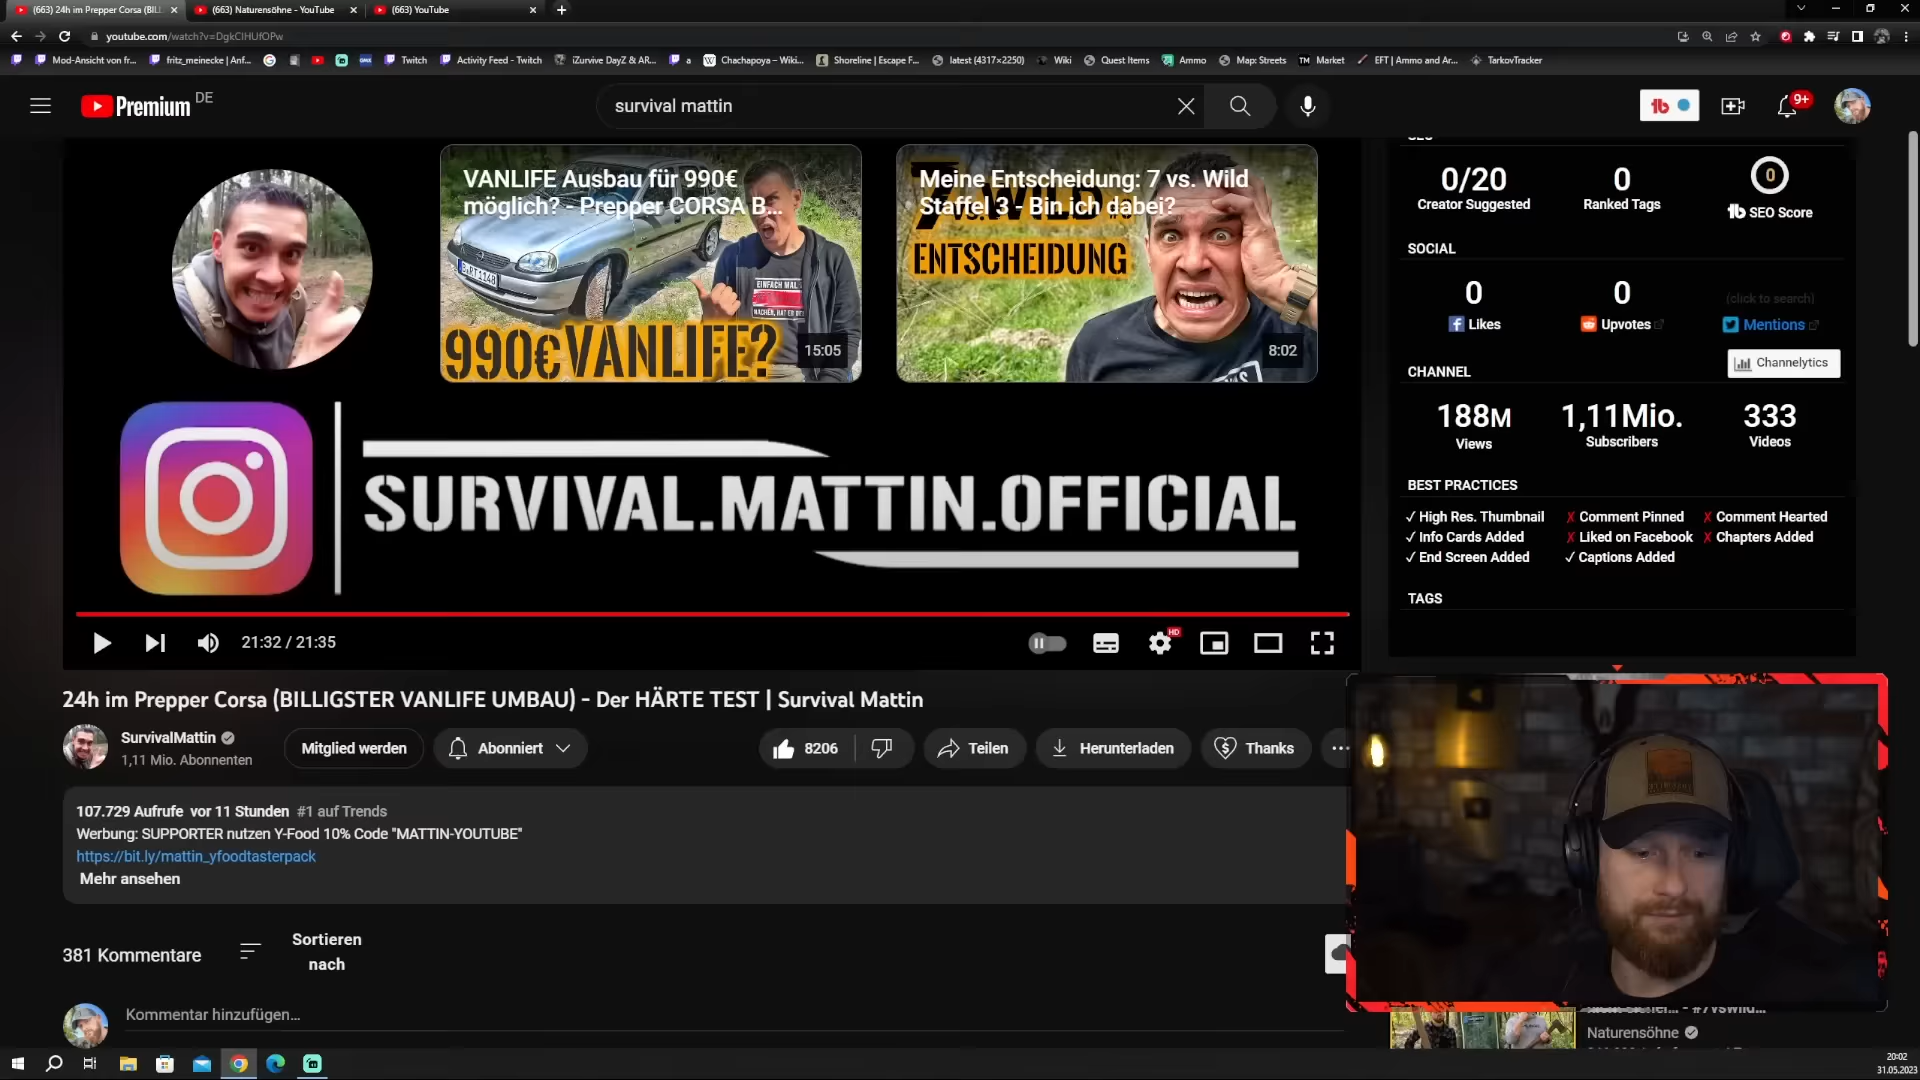 (663) 24h im Prepper Corsa (BIL
(663) Naturensöhne - YouTube
(663) YouTube
youtube.com/watch?v=DgkCIHUfOPw
Mod-Ansicht von fr...
fritz_meinecke | Anf...
Twitch
Activity Feed - Twitch
iZurvive DayZ & AR...
a
Chachapoya – Wiki...
Shoreline | Escape F...
latest (4317×2250)
Wiki
Quest Items
Ammo
Map: Streets
TM Market
EFT | Ammo and Ar...
TarkovTracker
Premium DE
survival mattin
9+
VANLIFE Ausbau für 990€
möglich? - Prepper CORSA B...
EINFACH MAL
MACHEN
990€VANLIFE?
15:05
Meine Entscheidung: 7 vs. Wild
Staffel 3 - Bin ich dabei?
ENTSCHEIDUNG
8:02
SURVIVAL.MATTIN.OFFICIAL
21:32 / 21:35
HD
0/20
Creator Suggested
0
Ranked Tags
0
SEO Score
SOCIAL
0
Likes
0
Upvotes
(click to search)
Mentions
CHANNEL
Channelytics
188M
Views
1,11Mio.
Subscribers
333
Videos
BEST PRACTICES
✓ High Res. Thumbnail
✗ Comment Pinned
✗ Comment Hearted
✓ Info Cards Added
✗ Liked on Facebook
✗ Chapters Added
✓ End Screen Added
✓ Captions Added
TAGS
24h im Prepper Corsa (BILLIGSTER VANLIFE UMBAU) - Der HÄRTE TEST | Survival Mattin
SurvivalMattin
1,11 Mio. Abonnenten
Mitglied werden
Abonniert
8206
Teilen
Herunterladen
Thanks
107.729 Aufrufe vor 11 Stunden #1 auf Trends
Werbung: SUPPORTER nutzen Y-Food 10% Code "MATTIN-YOUTUBE"
https://bit.ly/mattin_yfoodtasterpack
Mehr ansehen
381 Kommentare
Sortieren
nach
Kommentar hinzufügen...
Naturensöhne
20:02
31.05.2023